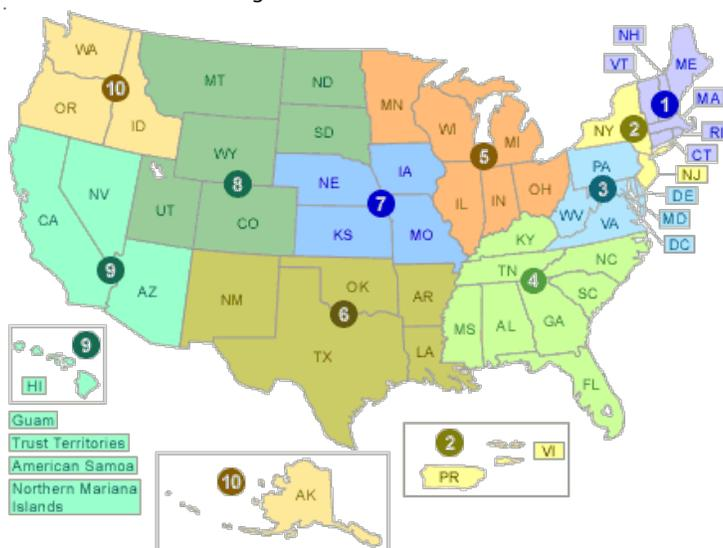 NH
VT
ME
WA
MT
ND
MN
MA
10
1
OR
ID
SD
WI
NY
2
RI
MI
CT
WY
5
PA
NJ
IA
NE
8
3
DE
NV
7
IL
IN
OH
WV
MD
UT
CO
VA
CA
KS
MO
KY
DC
NC
9
TN
AZ
OK
4
NM
AR
SC
6
MS
AL
GA
9
TX
LA
HI
FL
Guam
Trust Territories
2
VI
American Samoa
PR
10
AK
Northern Mariana
Islands